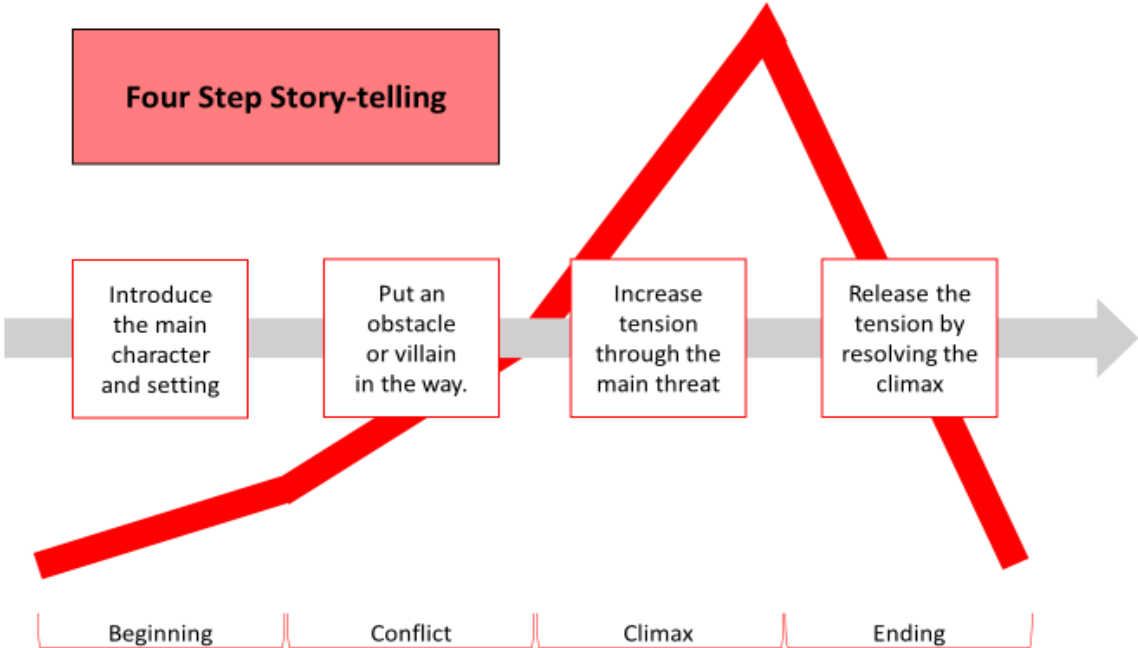 Four Step Story-telling
Introduce
the main
character
and setting
Put an
obstacle
or villain
in the way.
Increase
tension
through the
main threat
Release the
tension by
resolving the
climax
Beginning
Conflict
Climax
Ending